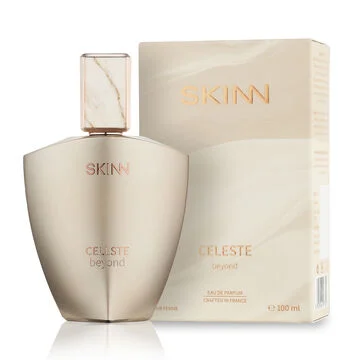 SKINN
CELESTE
beyond
SKINN
CELESTE
beyond
EAU DE PARFUM
CRAFTED IN FRANCE
e 100 ml